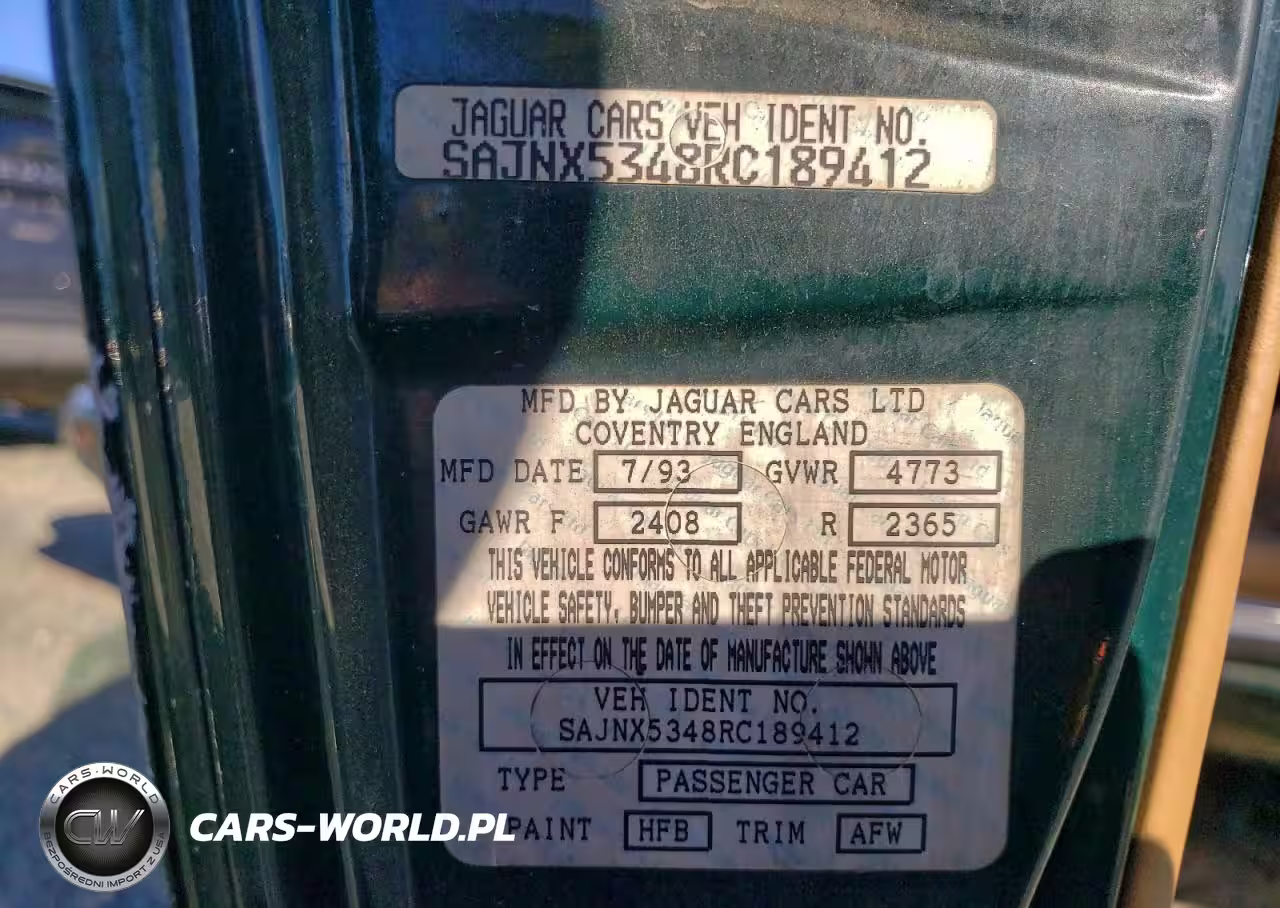 JAGUAR CARS VEH IDENT NO.
SAJNX5348RC189412
MFD BY JAGUAR CARS LTD
COVENTRY ENGLAND
MFD DATE 7/93 GVWR 4773
GAWR F 2408 R 2365
THIS VEHICLE CONFORMS TO ALL APPLICABLE FEDERAL MOTOR
VEHICLE SAFETY, BUMPER AND THEFT PREVENTION STANDARDS
IN EFFECT ON THE DATE OF MANUFACTURE SHOWN ABOVE
VEH IDENT NO.
SAJNX5348RC189412
TYPE PASSENGER CAR
PAINT HFB TRIM AFW
CARS-WORLD
CW
BEZPOŚREDNI IMPORT Z USA
CARS-WORLD.PL